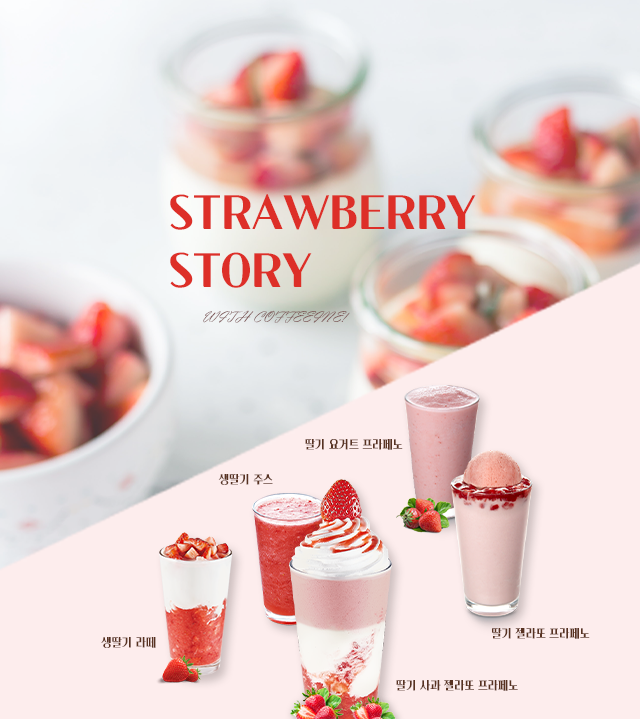 STRAWBERRY
STORY
WITH COFFEEINE!
딸기 요거트 프라페노
생딸기 주스
생딸기 라떼
딸기 젤라또 프라페노
딸기 사과 젤라또 프라페노